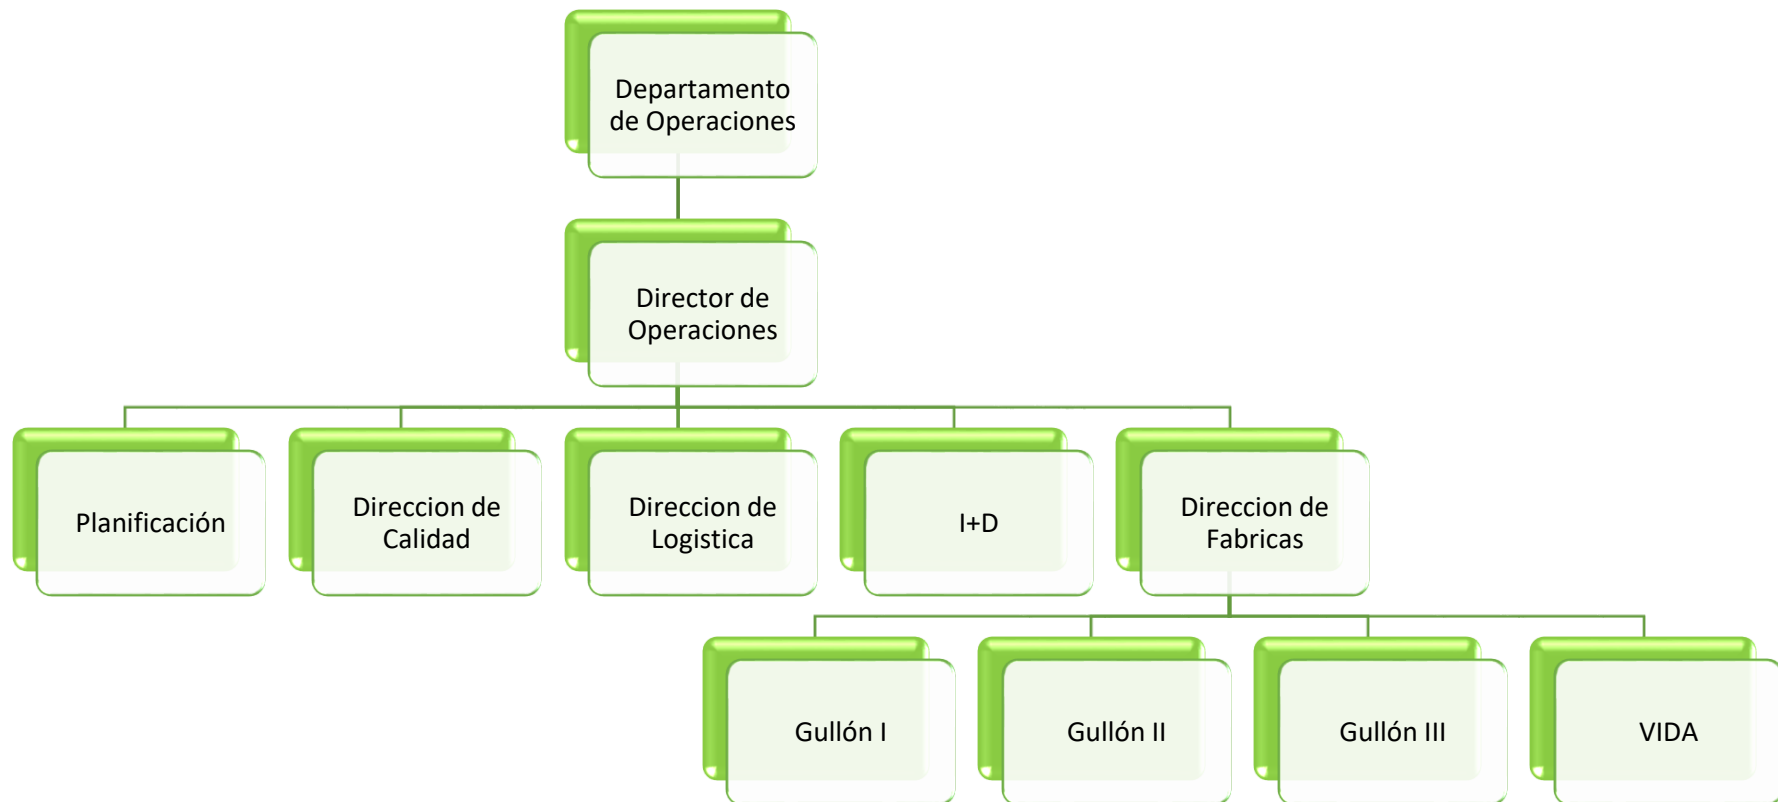 Departamento
de Operaciones
Director de
Operaciones
Planificación
Direccion de
Calidad
Direccion de
Logistica
I+D
Direccion de
Fabricas
Gullón I
Gullón II
Gullón III
VIDA